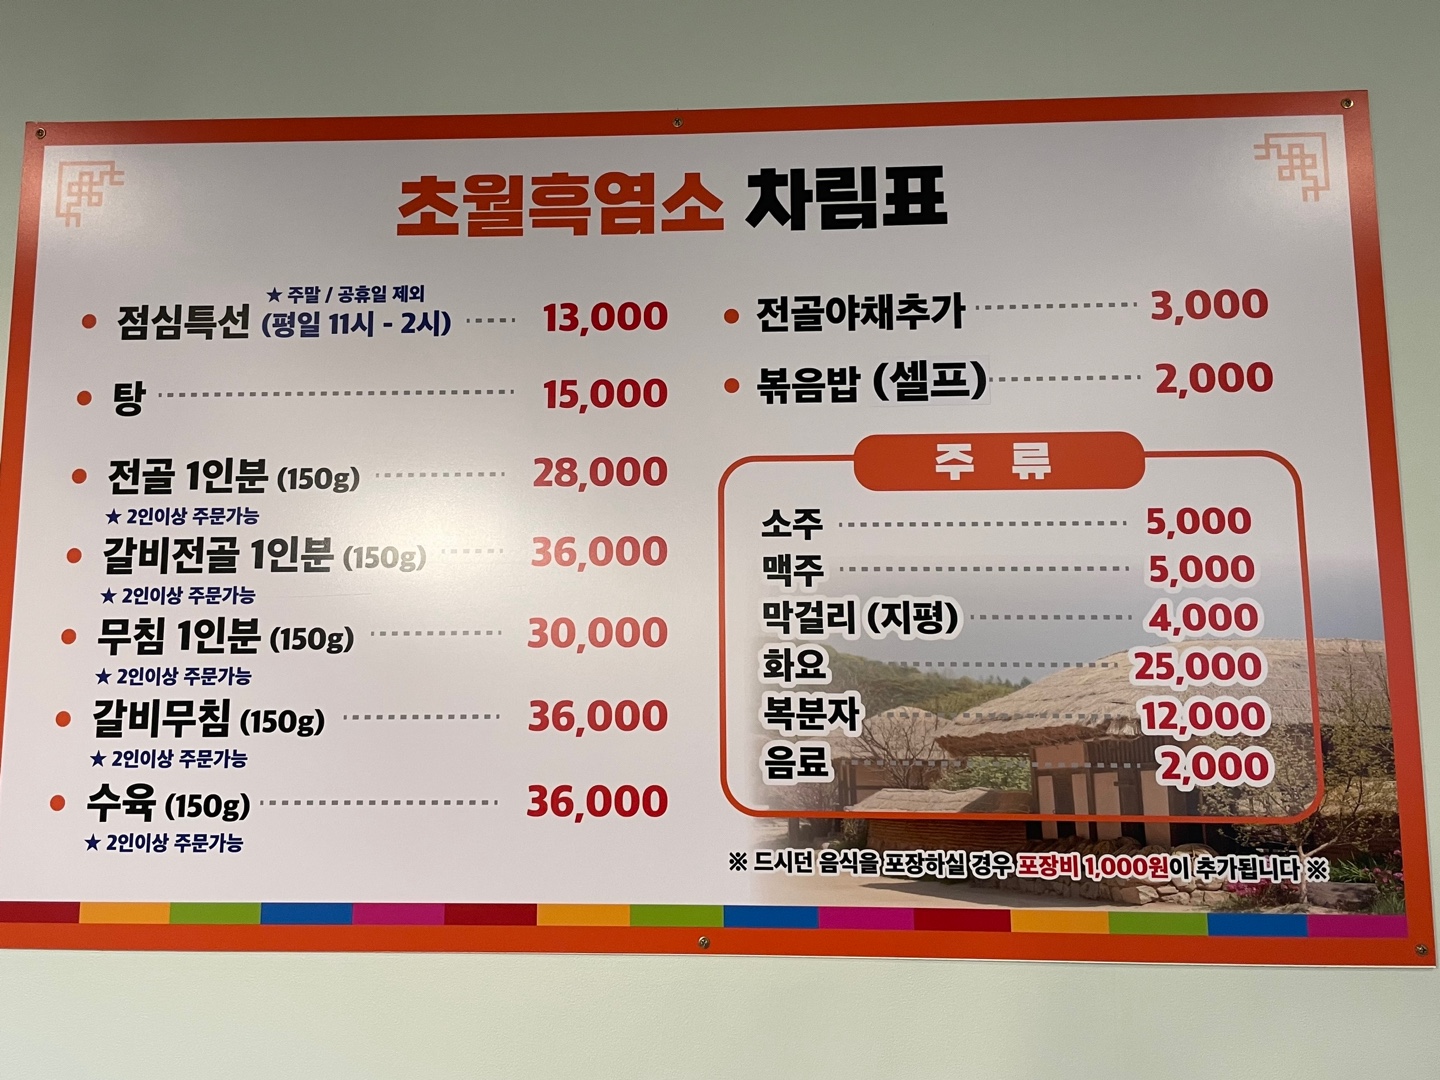 초월흑염소 차림표
★ 주말 / 공휴일 제외
점심특선 (평일 11시 - 2시) 13,000
탕 15,000
전골 1인분 (150g) 28,000
★ 2인이상 주문가능
갈비전골 1인분 (150g) 36,000
★ 2인이상 주문가능
무침 1인분 (150g) 30,000
★ 2인이상 주문가능
갈비무침 (150g) 36,000
★ 2인이상 주문가능
수육 (150g) 36,000
★ 2인이상 주문가능
전골야채추가 3,000
볶음밥 (셀프) 2,000
주 류
소주 5,000
맥주 5,000
막걸리 (지평) 4,000
화요 25,000
복분자 12,000
음료 2,000
※ 드시던 음식을 포장하실 경우 포장비 1,000원이 추가됩니다 ※